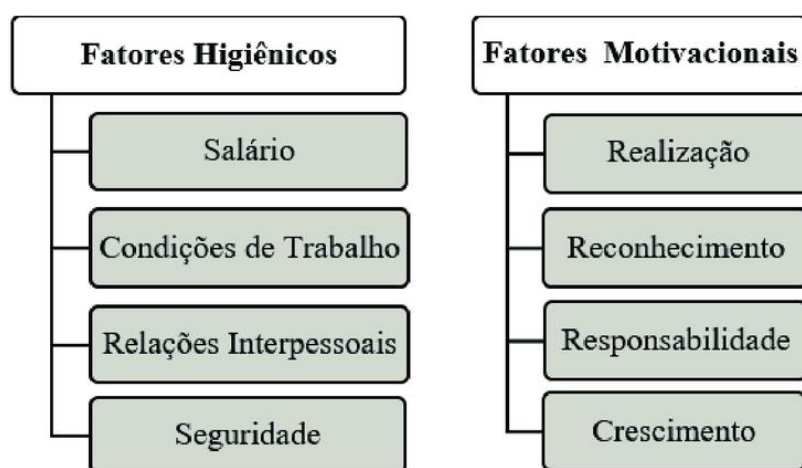 Fatores Higiênicos
Salário
Condições de Trabalho
Relações Interpessoais
Seguridade
Fatores Motivacionais
Realização
Reconhecimento
Responsabilidade
Crescimento